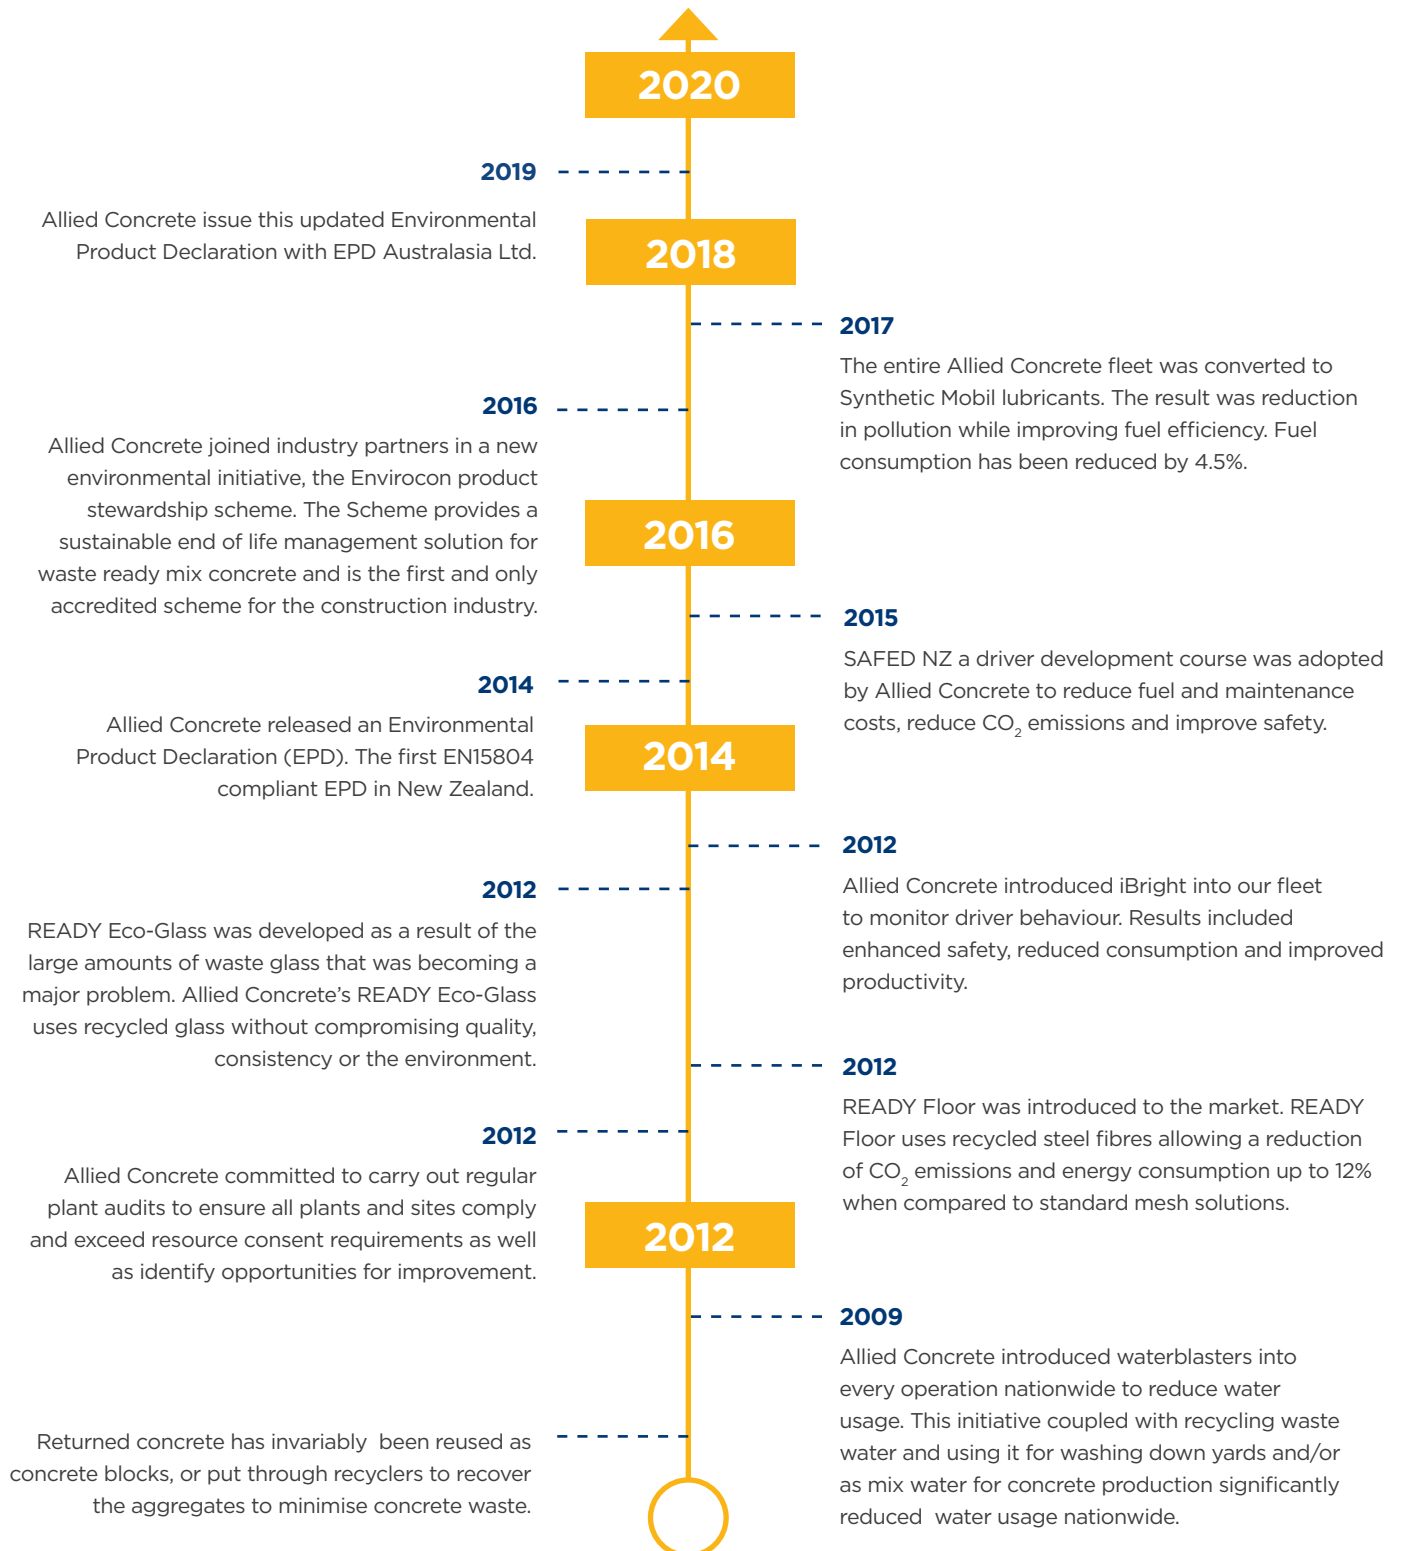 2020
2019
Allied Concrete issue this updated Environmental
Product Declaration with EPD Australasia Ltd.
2018
2017
The entire Allied Concrete fleet was converted to
Synthetic Mobil lubricants. The result was reduction
in pollution while improving fuel efficiency. Fuel
consumption has been reduced by 4.5%.
2016
Allied Concrete joined industry partners in a new
environmental initiative, the Envirocon product
stewardship scheme. The Scheme provides a
sustainable end of life management solution for
waste ready mix concrete and is the first and only
accredited scheme for the construction industry.
2016
2015
SAFED NZ a driver development course was adopted
by Allied Concrete to reduce fuel and maintenance
costs, reduce CO₂ emissions and improve safety.
2014
Allied Concrete released an Environmental
Product Declaration (EPD). The first EN15804
compliant EPD in New Zealand.
2014
2012
Allied Concrete introduced iBright into our fleet
to monitor driver behaviour. Results included
enhanced safety, reduced consumption and improved
productivity.
2012
READY Eco-Glass was developed as a result of the
large amounts of waste glass that was becoming a
major problem. Allied Concrete's READY Eco-Glass
uses recycled glass without compromising quality,
consistency or the environment.
2012
READY Floor was introduced to the market. READY
Floor uses recycled steel fibres allowing a reduction
of CO₂ emissions and energy consumption up to 12%
when compared to standard mesh solutions.
2012
Allied Concrete committed to carry out regular
plant audits to ensure all plants and sites comply
and exceed resource consent requirements as well
as identify opportunities for improvement.
2012
2009
Allied Concrete introduced waterblasters into
every operation nationwide to reduce water
usage. This initiative coupled with recycling waste
water and using it for washing down yards and/or
as mix water for concrete production significantly
reduced water usage nationwide.
Returned concrete has invariably been reused as
concrete blocks, or put through recyclers to recover
the aggregates to minimise concrete waste.